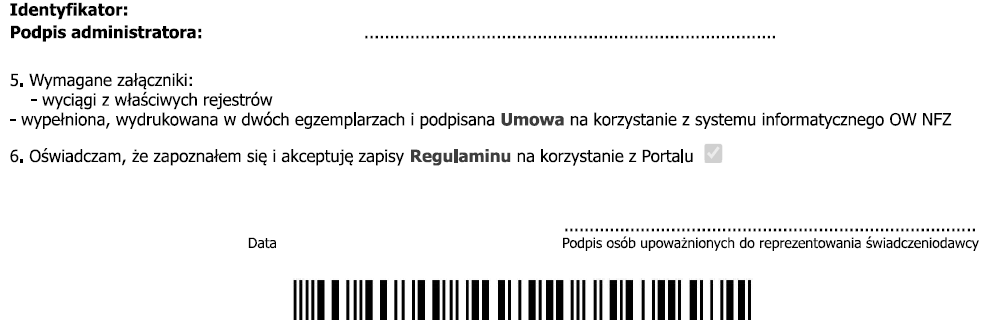 Identyfikator:
Podpis administratora: ................................................................................
5. Wymagane załączniki:
- wyciągi z właściwych rejestrów
- wypełniona, wydrukowana w dwóch egzemplarzach i podpisana Umowa na korzystanie z systemu informatycznego OW NFZ
6. Oświadczam, że zapoznałem się i akceptuję zapisy Regulaminu na korzystanie z Portalu
................................................................................
Data Podpis osób upoważnionych do reprezentowania świadczeniodawcy